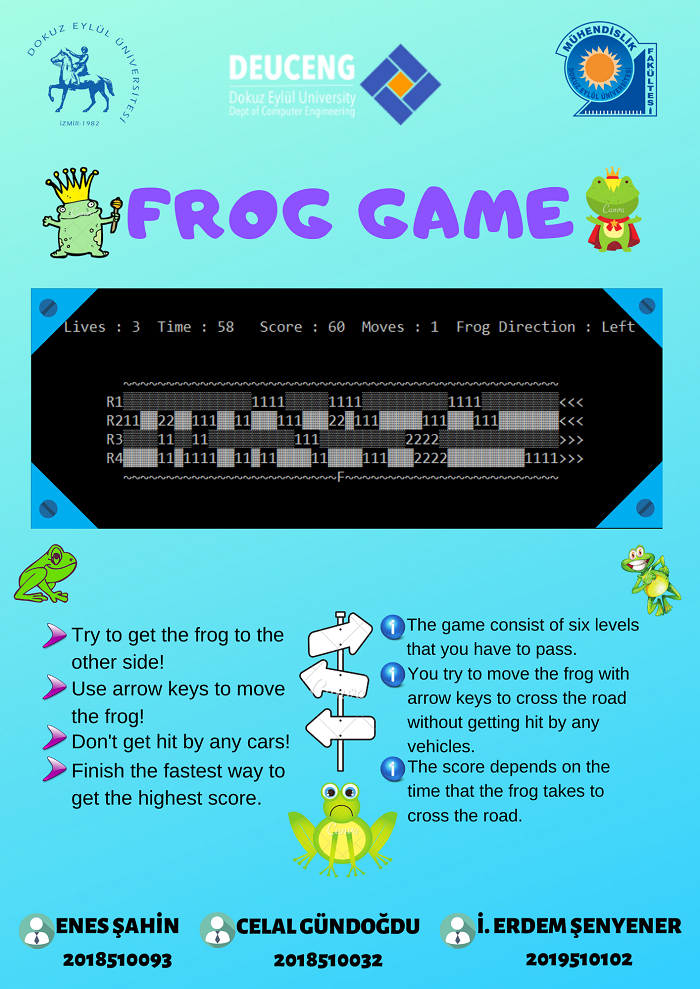 DOKUZ EYLÜL ÜNİVERSİTESİ
İZMİR-1982
DEUCENG
Dokuz Eylül University
Dept of Computer Engineering
MÜHENDİSLİK FAKÜLTESİ
DOKUZ EYLÜL ÜNİVERSİTESİ
FROG GAME
Canva
Lives : 3  Time : 58   Score : 60  Moves : 1  Frog Direction : Left
~~~~~~~~~~~~~~~~~~~~~~~~~~~~~~~~~~~~~~~~~~~~~~~~~~~
R1 1111 1111 1111 <<<
R211 22 111 11 111 22 111 111 111 <<<
R3 11 11 111 2222 >>>
R4 11 1111 11 11 11 111 2222 1111>>>
~~~~~~~~~~~~~~~~~~~~~~~~~F~~~~~~~~~~~~~~~~~~~~~~~~~
Try to get the frog to the
other side!
Use arrow keys to move
the frog!
Don't get hit by any cars!
Finish the fastest way to
get the highest score.
The game consist of six levels
that you have to pass.
You try to move the frog with
arrow keys to cross the road
without getting hit by any
vehicles.
The score depends on the
time that the frog takes to
cross the road.
ENES ŞAHİN
2018510093
CELAL GÜNDOĞDU
2018510032
İ. ERDEM ŞENYENER
2019510102